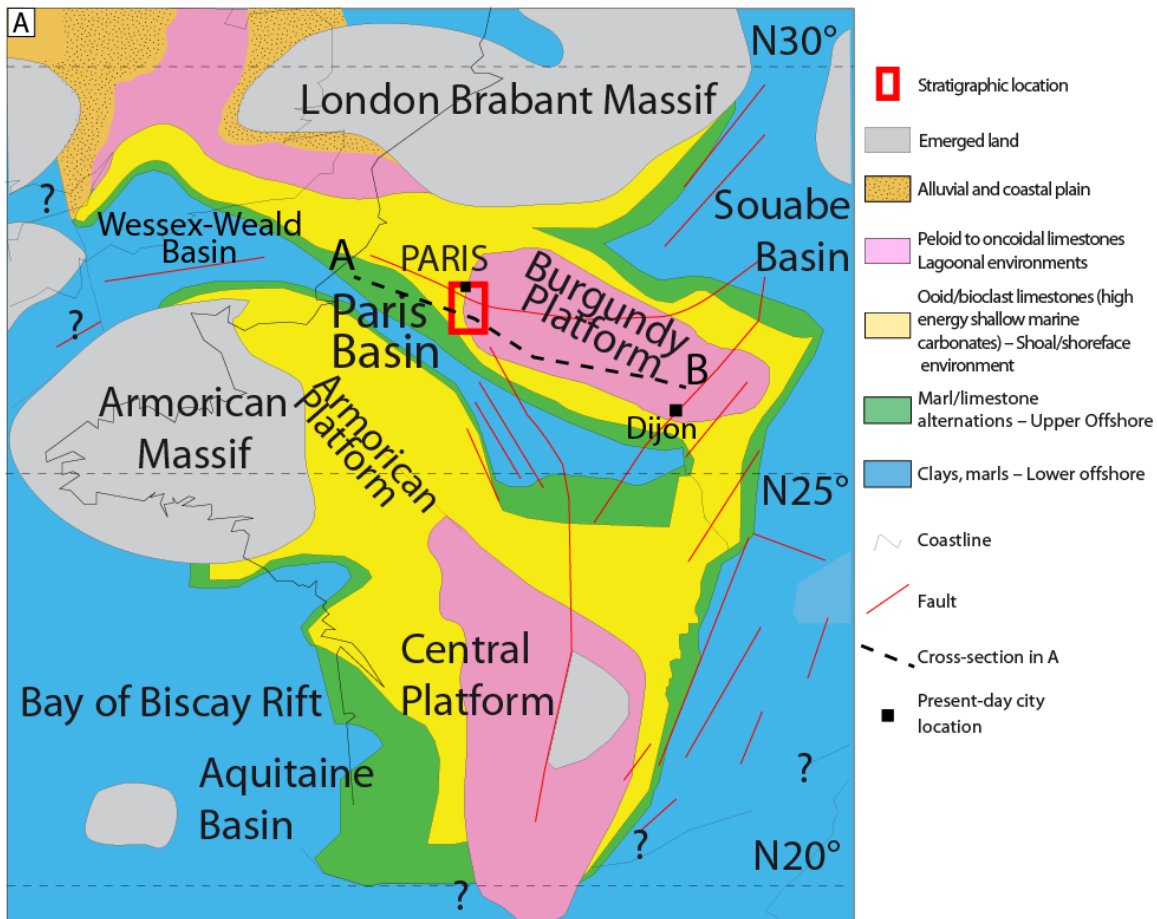 A
N30°
London Brabant Massif
?
Wessex-Weald
Basin
Souabe
Basin
A
PARIS
Burgundy
Platform
Paris
Basin
B
?
Armorican
Massif
Armorican
Platform
Dijon
N25°
Central
Platform
Bay of Biscay Rift
Aquitaine
Basin
?
?
N20°
?
Stratigraphic location
Emerged land
Alluvial and coastal plain
Peloid to oncoidal limestones
Lagoonal environments
Ooid/bioclast limestones (high
energy shallow marine
carbonates) – Shoal/shoreface
environment
Marl/limestone
alternations – Upper Offshore
Clays, marls – Lower offshore
Coastline
Fault
Cross-section in A
Present-day city
location